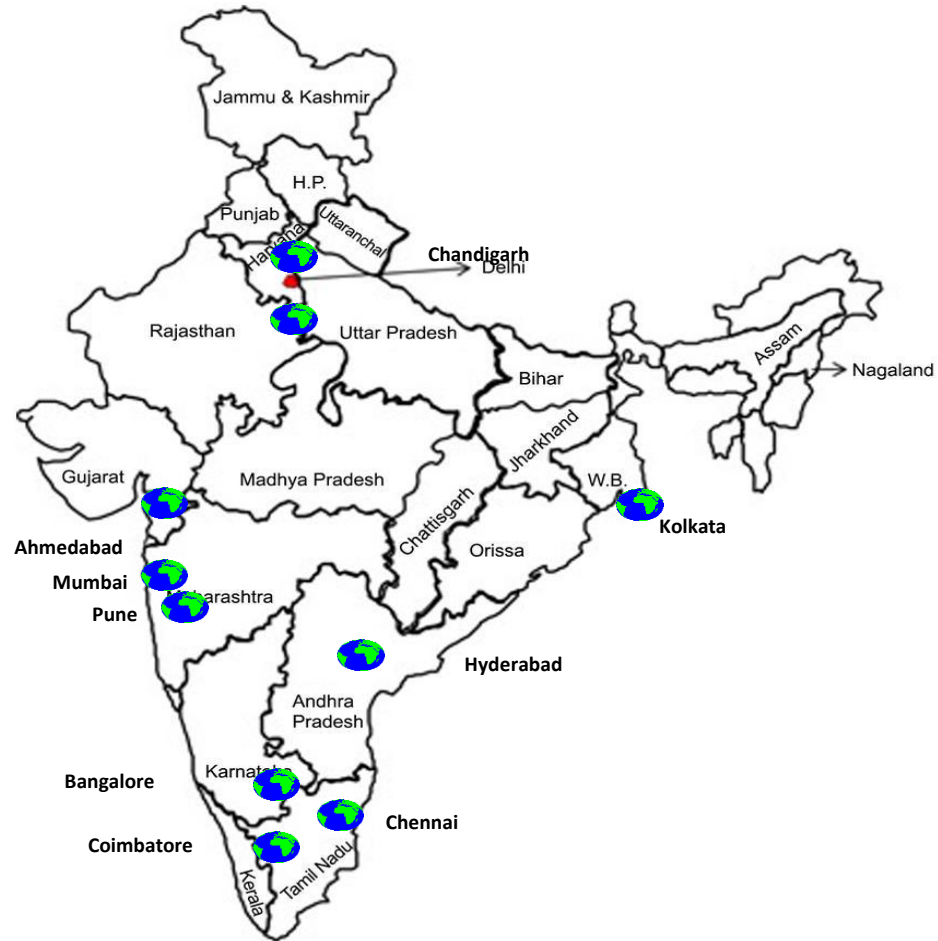 Jammu & Kashmir
H.P.
Punjab
Uttaranchal
Haryana
Chandigarh
Delhi
Rajasthan
Uttar Pradesh
Assam
Bihar
Nagaland
Jharkhand
Gujarat
Madhya Pradesh
W.B.
Chattisgarh
Kolkata
Ahmedabad
Orissa
Mumbai
Maharashtra
Pune
Hyderabad
Andhra
Pradesh
Karnataka
Bangalore
Chennai
Coimbatore
Tamil Nadu
Kerala